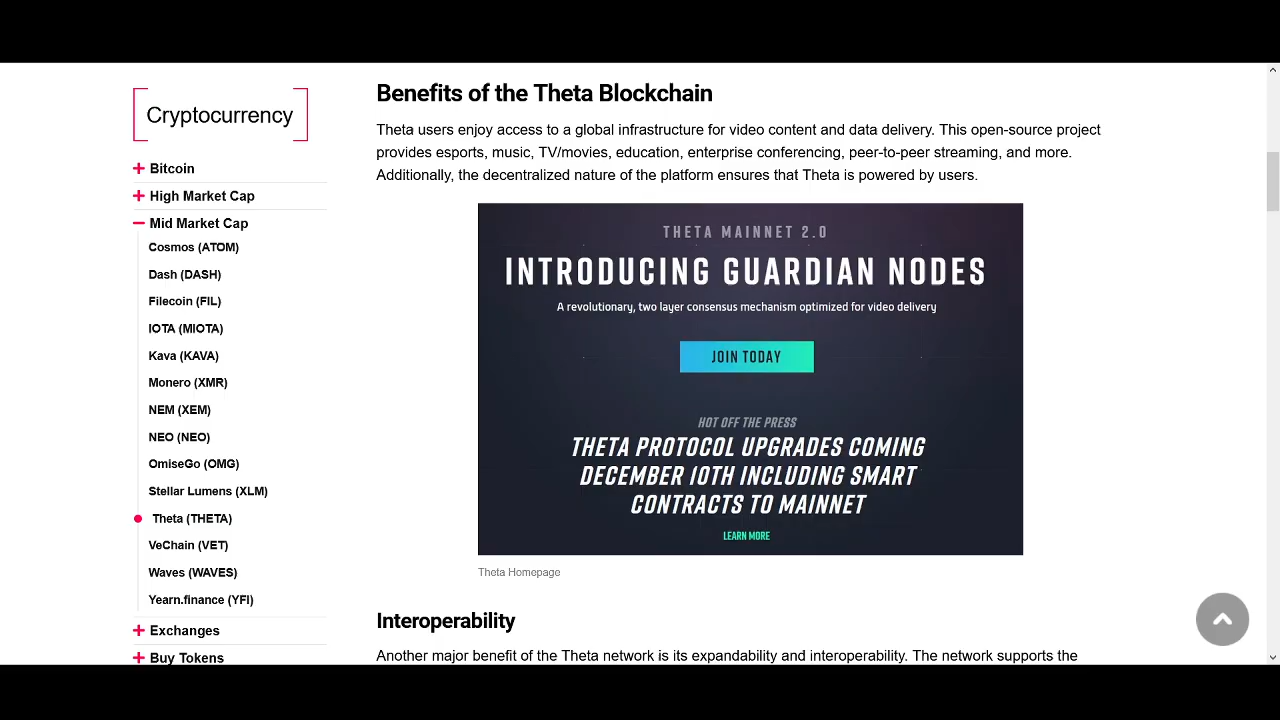 Cryptocurrency
Bitcoin
High Market Cap
Mid Market Cap
Cosmos (ATOM)
Dash (DASH)
Filecoin (FIL)
IOTA (MIOTA)
Kava (KAVA)
Monero (XMR)
NEM (XEM)
NEO (NEO)
OmiseGo (OMG)
Stellar Lumens (XLM)
Theta (THETA)
VeChain (VET)
Waves (WAVES)
Yearn.finance (YFI)
Exchanges
Buy Tokens
Benefits of the Theta Blockchain
Theta users enjoy access to a global infrastructure for video content and data delivery. This open-source project
provides esports, music, TV/movies, education, enterprise conferencing, peer-to-peer streaming, and more.
Additionally, the decentralized nature of the platform ensures that Theta is powered by users.
THETA MAINNET 2.0
INTRODUCING GUARDIAN NODES
A revolutionary, two layer consensus mechanism optimized for video delivery
JOIN TODAY
HOT OFF THE PRESS
THETA PROTOCOL UPGRADES COMING
DECEMBER 10TH INCLUDING SMART
CONTRACTS TO MAINNET
LEARN MORE
Theta Homepage
Interoperability
Another major benefit of the Theta network is its expandability and interoperability. The network supports the